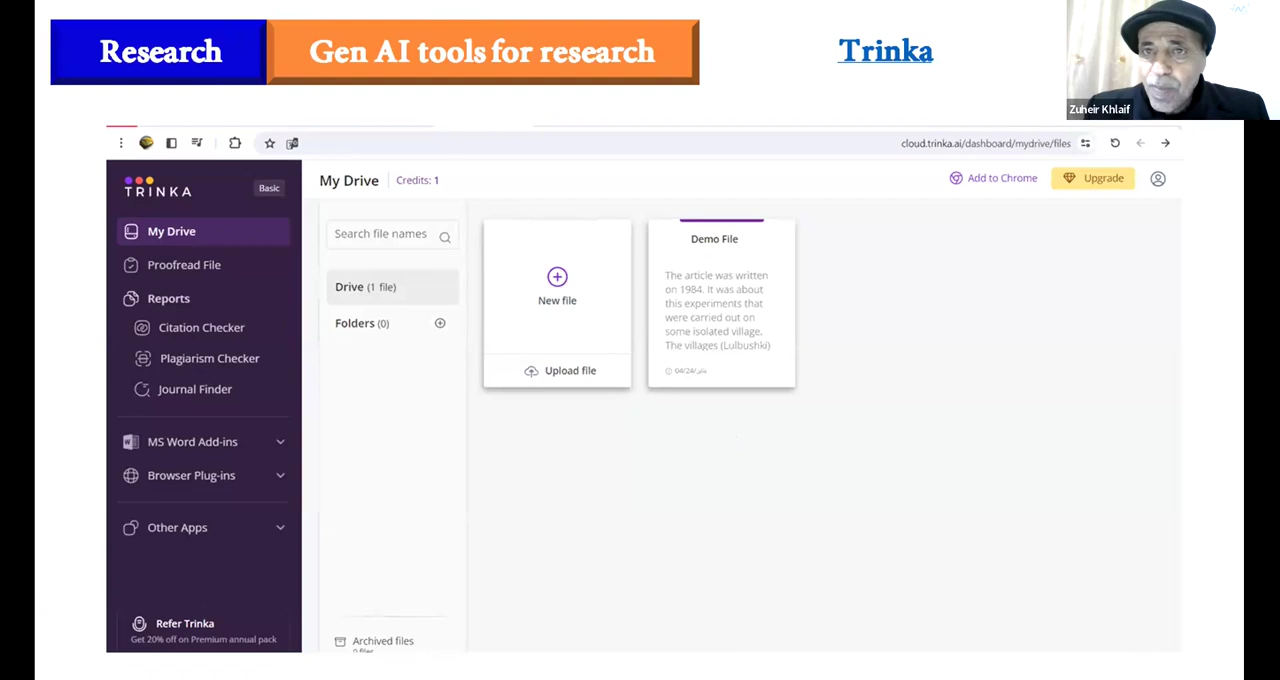 Research
Gen AI tools for research
Trinka
Zuheir Khlaif
cloud.trinka.ai/dashboard/mydrive/files
TRINKA
Basic
My Drive
Proofread File
Reports
Citation Checker
Plagiarism Checker
Journal Finder
MS Word Add-ins
Browser Plug-ins
Other Apps
Refer Trinka
Get 20% off on Premium annual pack
My Drive
Credits: 1
Add to Chrome
Upgrade
Search file names
Drive (1 file)
Folders (0)
Archived files
0 files
New file
Upload file
Demo File
The article was written
on 1984. It was about
this experiments that
were carried out on
some isolated village.
The villages (Lulbushki)